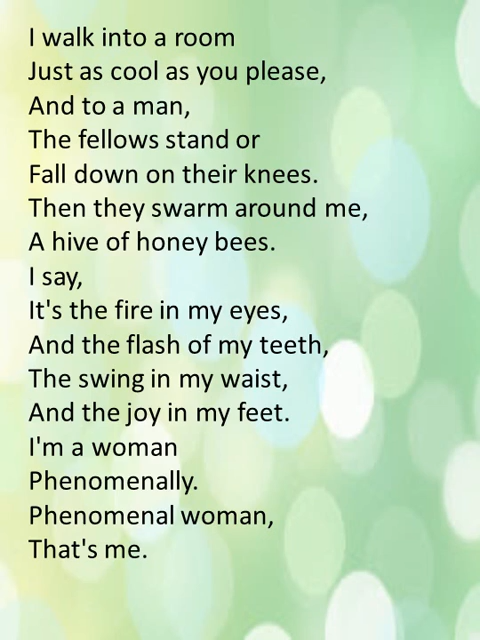 I walk into a room
Just as cool as you please,
And to a man,
The fellows stand or
Fall down on their knees.
Then they swarm around me,
A hive of honey bees.
I say,
It's the fire in my eyes,
And the flash of my teeth,
The swing in my waist,
And the joy in my feet.
I'm a woman
Phenomenally.
Phenomenal woman,
That's me.